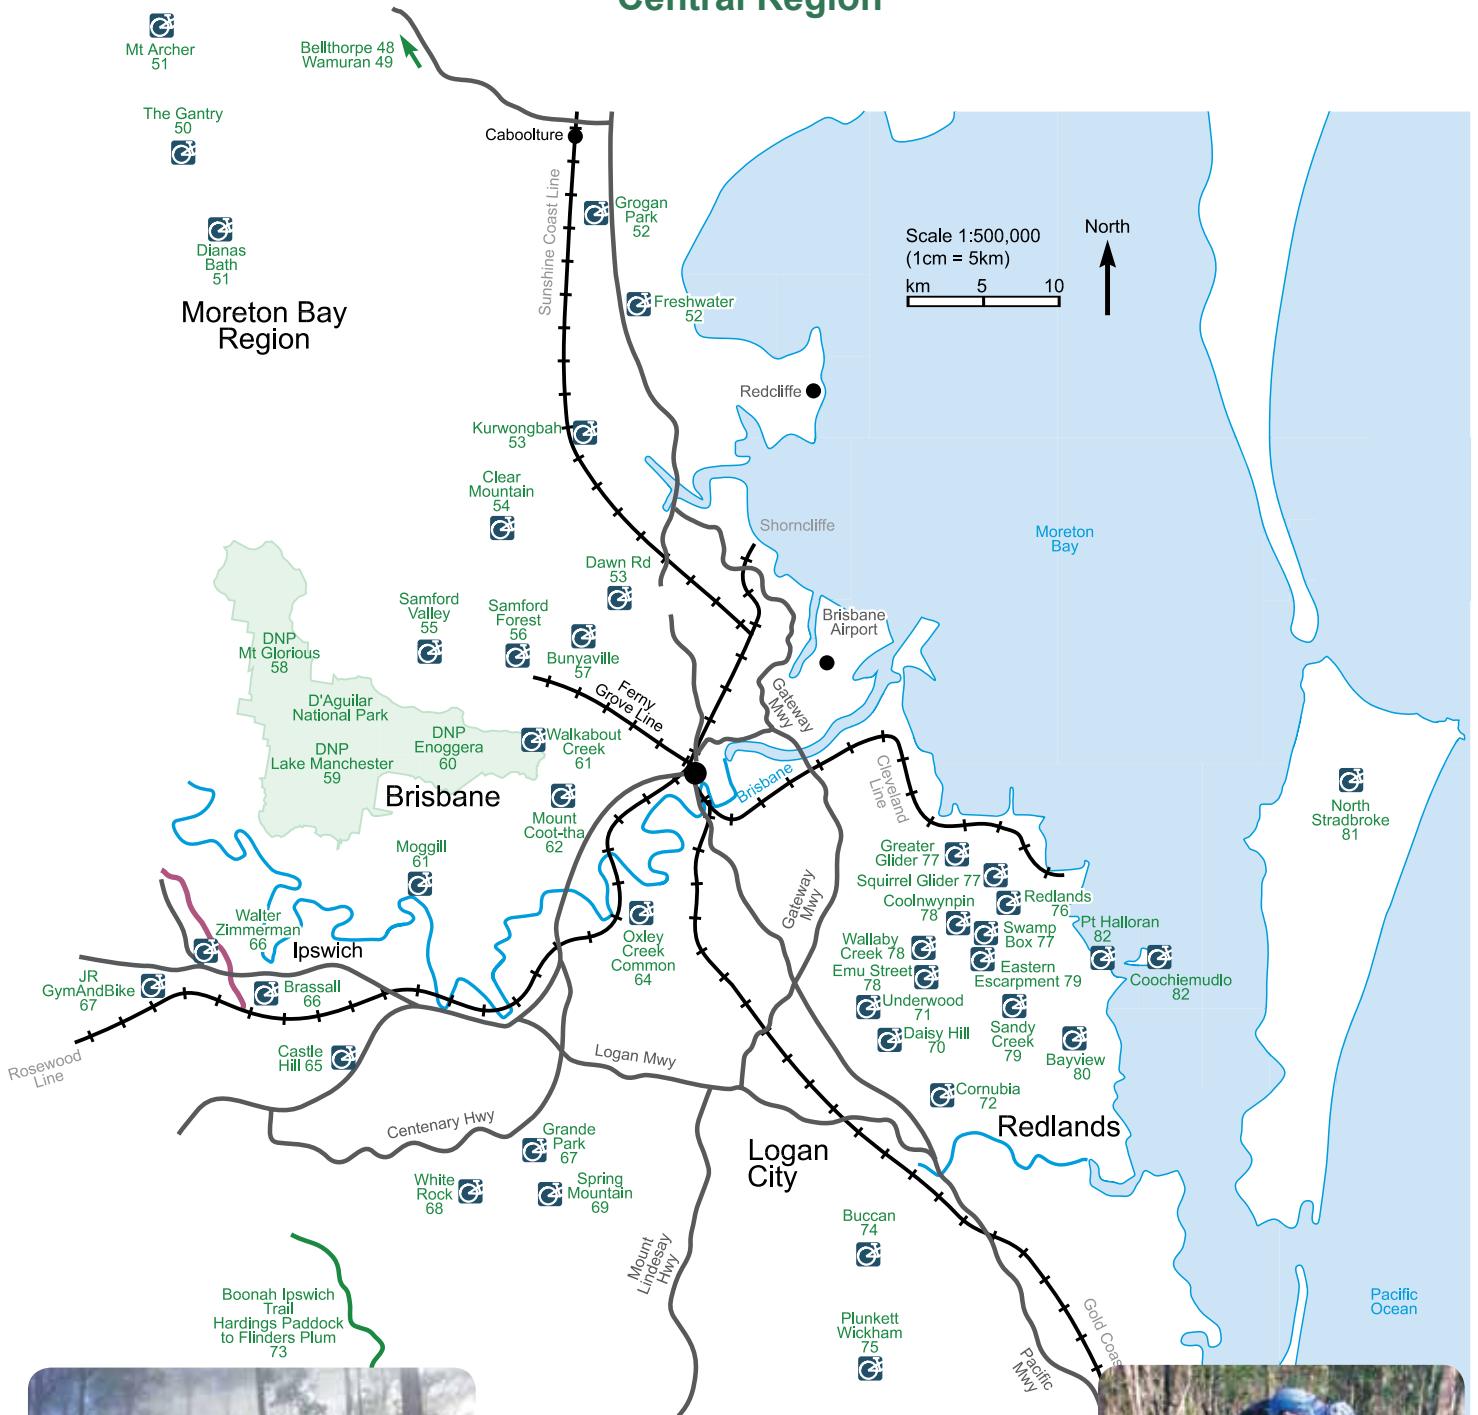 Central Region
Mt Archer
51
Bellthorpe 48
Wamuran 49
The Gantry
50
Caboolture
Sunshine Coast Line
Grogan
Park
52
Dianas
Bath
51
Scale 1:500,000
(1cm = 5km)
km 5 10
North
Moreton Bay
Region
Freshwater
52
Redcliffe
Kurwongbah
53
Clear
Mountain
54
Shorncliffe
Moreton
Bay
Dawn Rd
53
Samford
Valley
55
Samford
Forest
56
Bunyaville
57
Brisbane
Airport
DNP
Mt Glorious
58
D'Aguilar
National Park
Ferny
Grove Line
Gateway
Mwy
DNP
Lake Manchester
59
DNP
Enoggera
60
Walkabout
Creek
61
Brisbane
Brisbane
Cleveland
Line
North
Stradbroke
81
Mount
Coot-tha
62
Moggill
61
Greater
Glider 77
Squirrel Glider 77
Gateway
Mwy
Coolnwynpin
78
Redlands
76
Walter
Zimmerman
66
Ipswich
Oxley
Creek
Common
64
Wallaby
Creek 78
Swamp
Box 77
Pt Halloran
82
Emu Street
78
Eastern
Escarpment 79
Coochiemudlo
82
JR
GymAndBike
67
Brassall
66
Underwood
71
Daisy Hill
70
Sandy
Creek
79
Bayview
80
Rosewood
Line
Castle
Hill 65
Logan Mwy
Cornubia
72
Centenary Hwy
Redlands
Grande
Park
67
Logan
City
White
Rock
68
Spring
Mountain
69
Buccan
74
Mount
Lindesay
Hwy
Boonah Ipswich
Trail
Hardings Paddock
to Flinders Plum
73
Plunkett
Wickham
75
Pacific
Mwy
Gold Coas
Pacific
Ocean